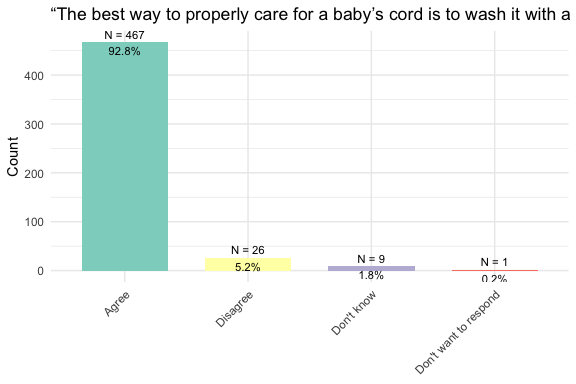 “The best way to properly care for a baby’s cord is to wash it with a
N = 467
92.8%
N = 26
5.2%
N = 9
1.8%
N = 1
0.2%
400
300
200
100
0
Count
Agree
Disagree
Don't know
Don't want to respond